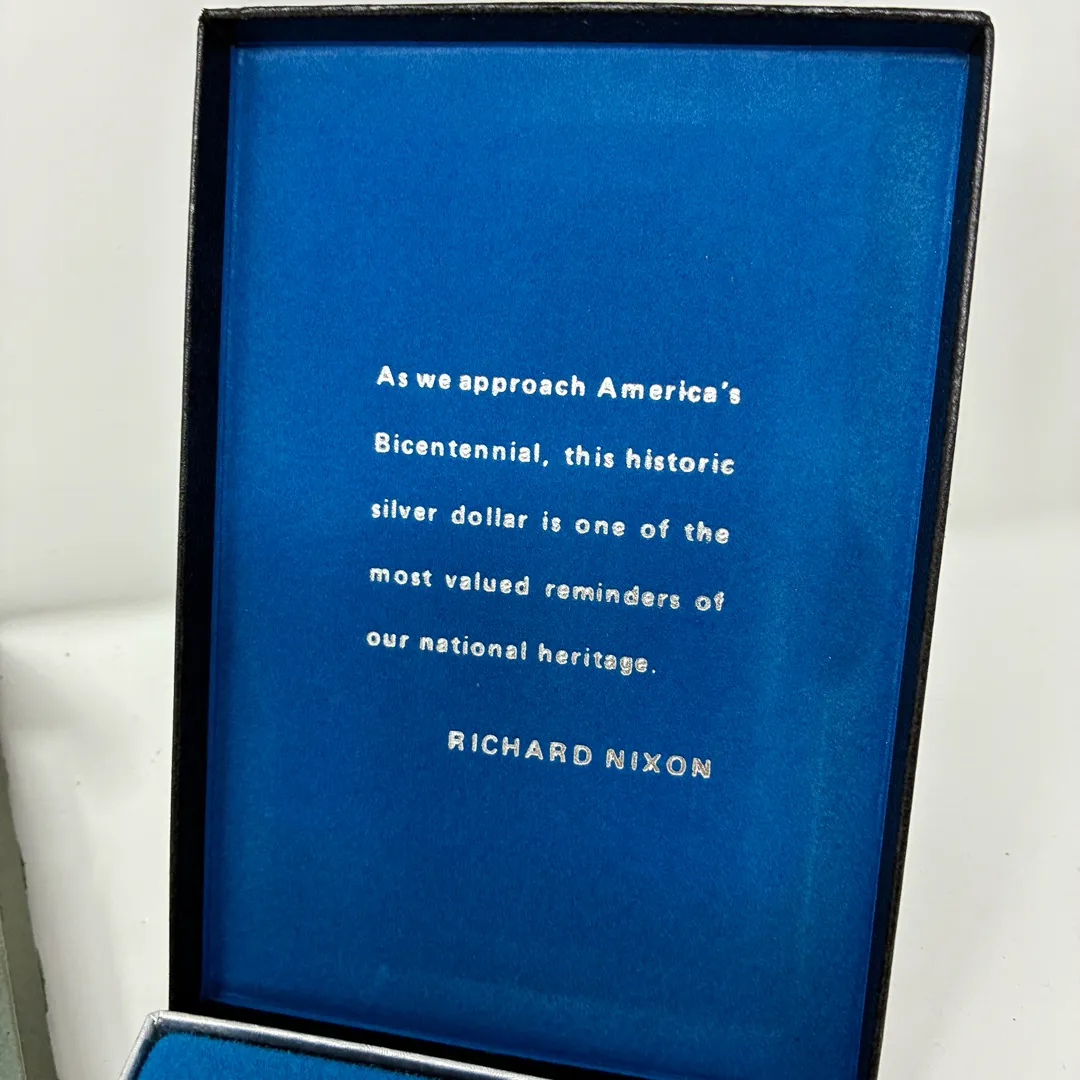 As we approach America's
Bicentennial, this historic
silver dollar is one of the
most valued reminders of
our national heritage.
RICHARD NIXON